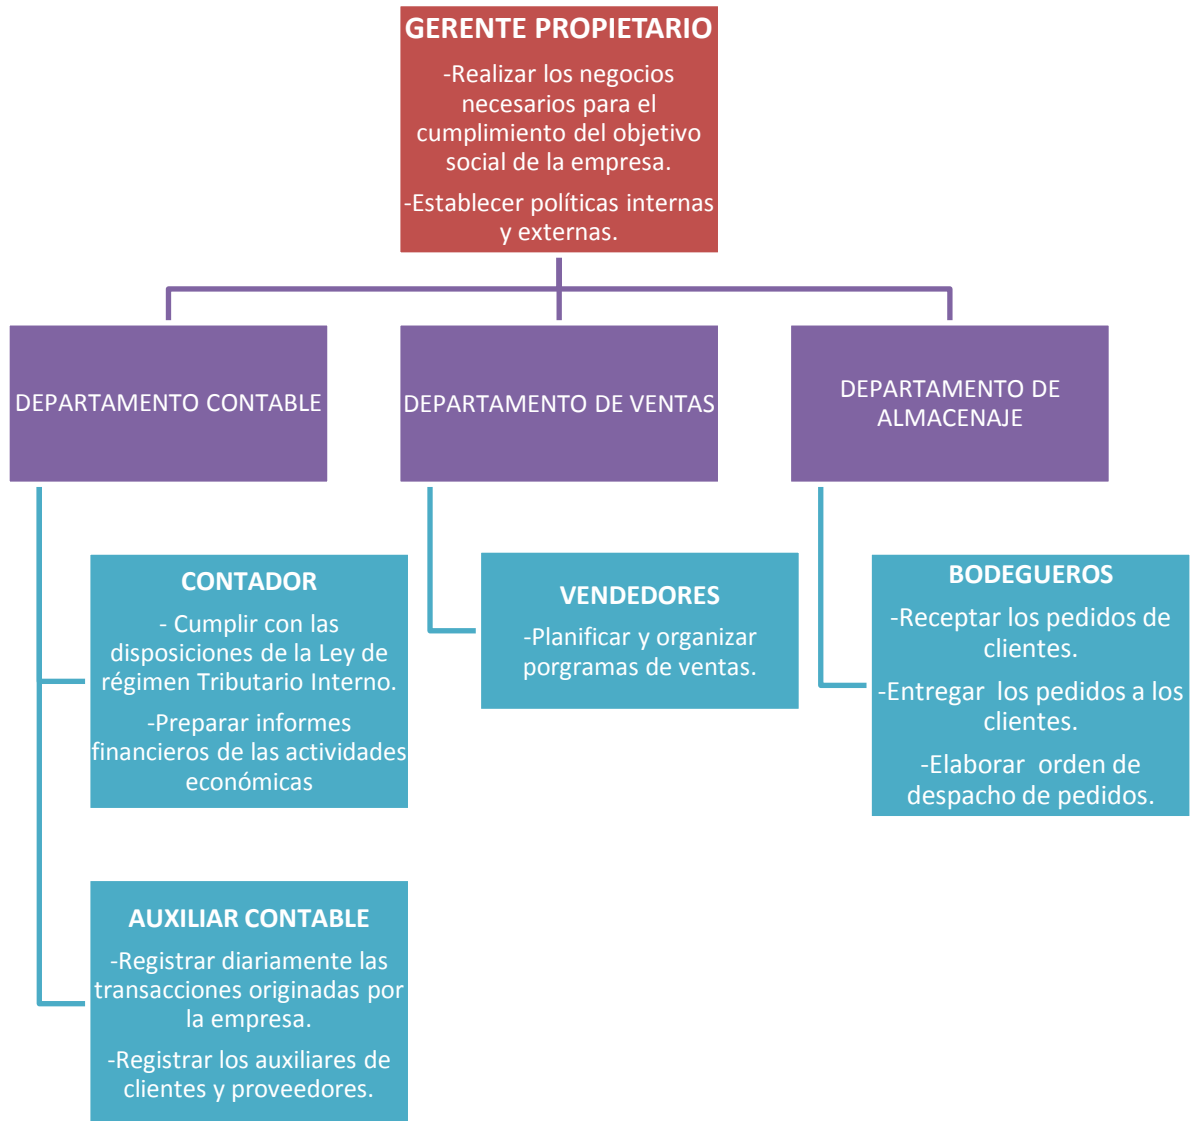 GERENTE PROPIETARIO
-Realizar los negocios
necesarios para el
cumplimiento del objetivo
social de la empresa.
-Establecer políticas internas
y externas.
DEPARTAMENTO CONTABLE
DEPARTAMENTO DE VENTAS
DEPARTAMENTO DE
ALMACENAJE
CONTADOR
- Cumplir con las
disposiciones de la Ley de
régimen Tributario Interno.
-Preparar informes
financieros de las actividades
económicas
AUXILIAR CONTABLE
-Registrar diariamente las
transacciones originadas por
la empresa.
-Registrar los auxiliares de
clientes y proveedores.
VENDEDORES
-Planificar y organizar
porgramas de ventas.
BODEGUEROS
-Receptar los pedidos de
clientes.
-Entregar  los pedidos a los
clientes.
-Elaborar  orden de
despacho de pedidos.